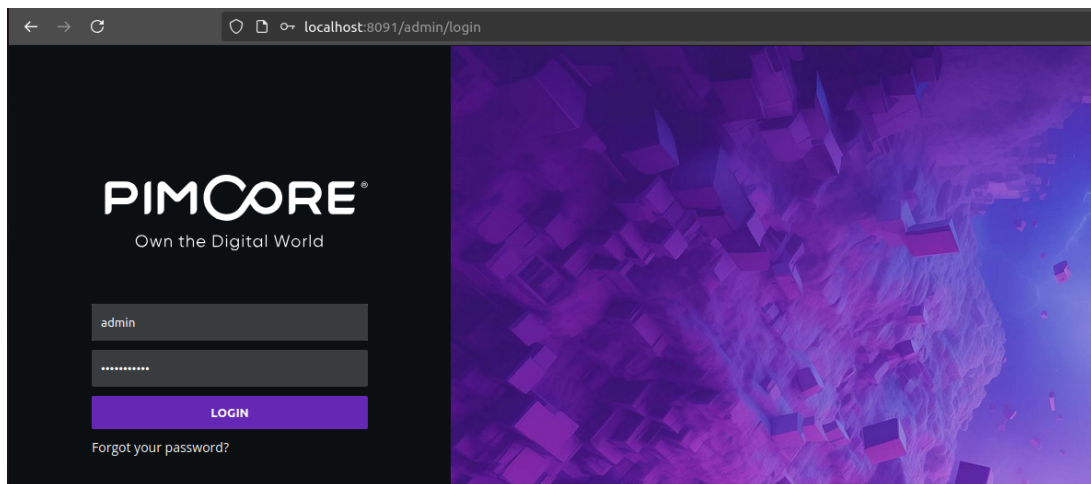 localhost:8091/admin/login
PIMCORE®
Own the Digital World
admin
•••••••••••
LOGIN
Forgot your password?